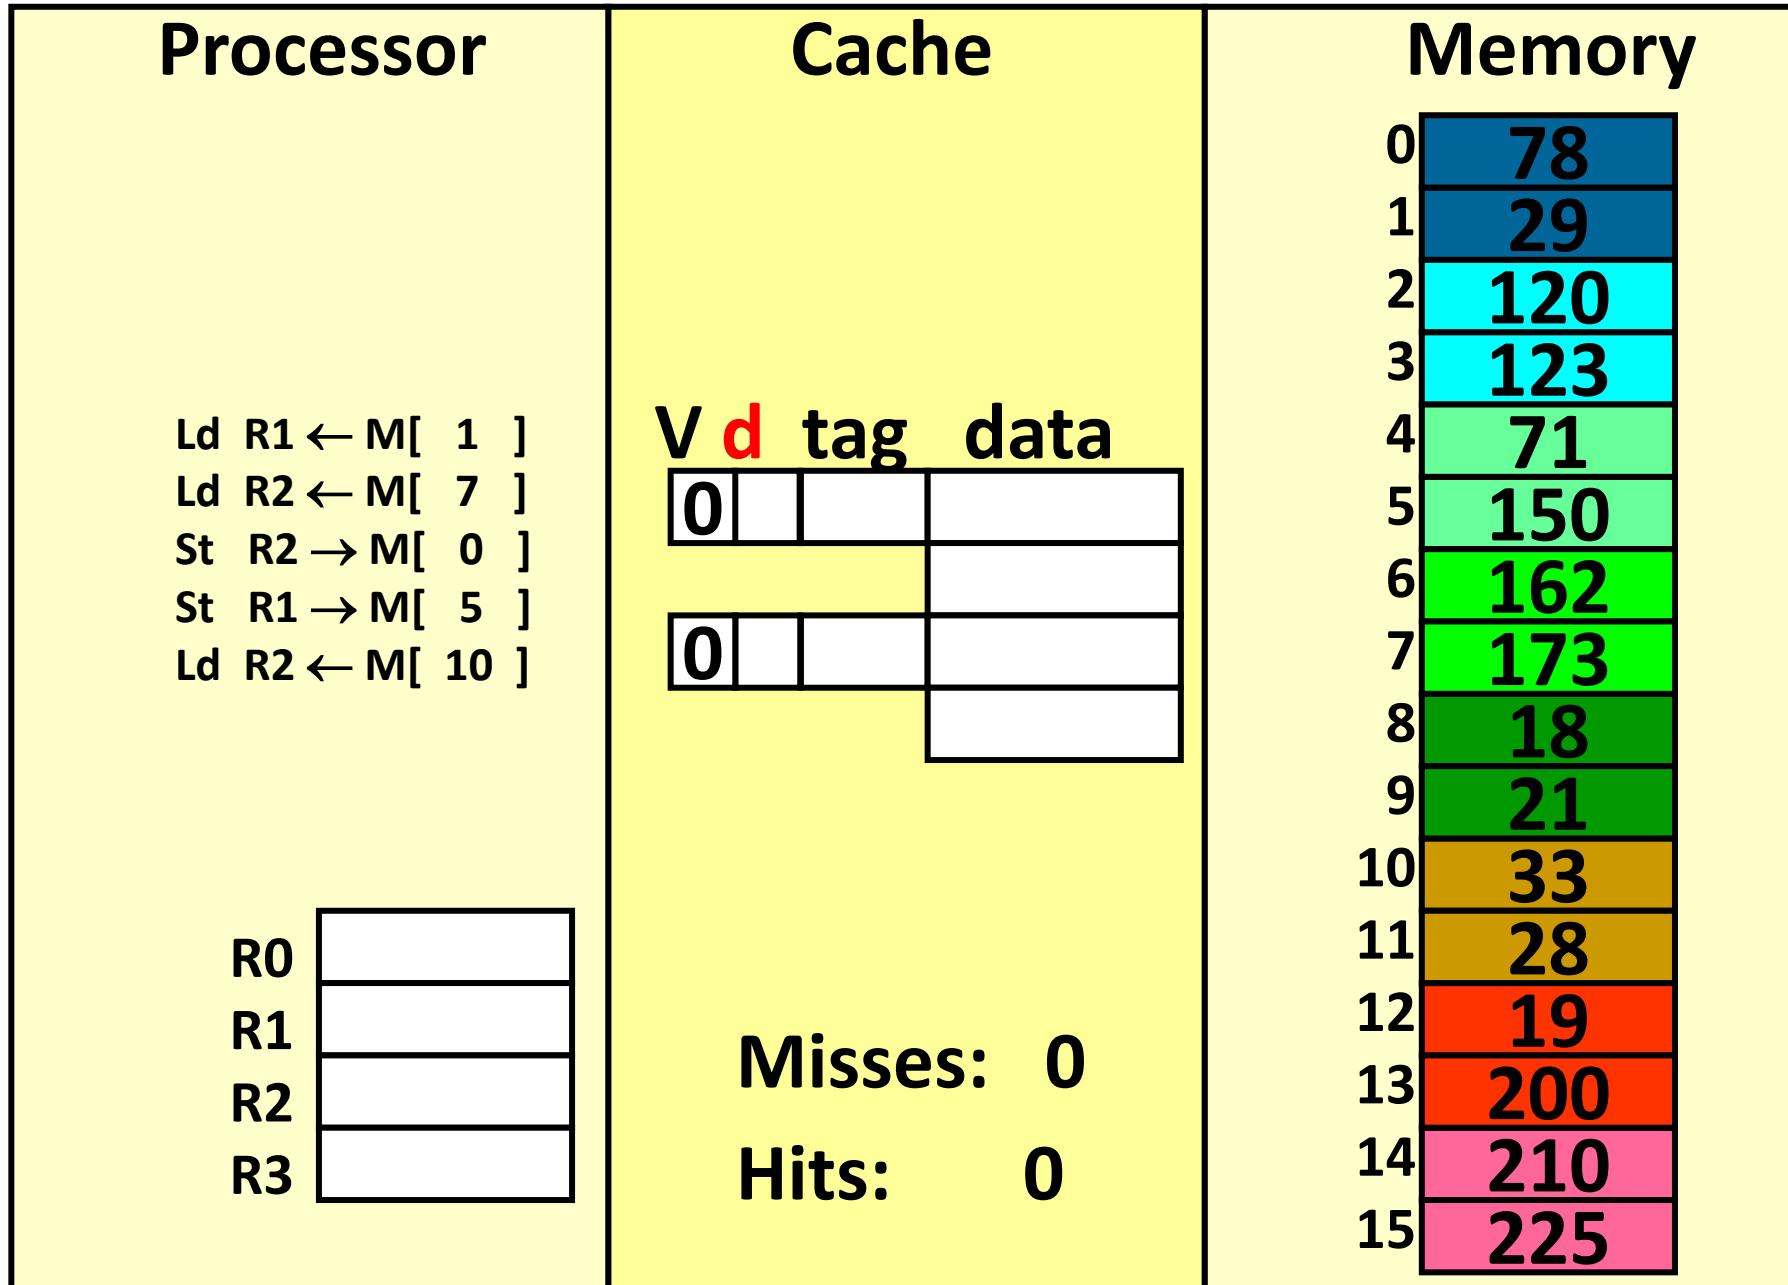 Processor
Ld R1 ← M[ 1 ]
Ld R2 ← M[ 7 ]
St R2 → M[ 0 ]
St R1 → M[ 5 ]
Ld R2 ← M[ 10 ]
R0
R1
R2
R3
Cache
V d tag data
0
0
Misses: 0
Hits: 0
Memory
0 78
1 29
2 120
3 123
4 71
5 150
6 162
7 173
8 18
9 21
10 33
11 28
12 19
13 200
14 210
15 225